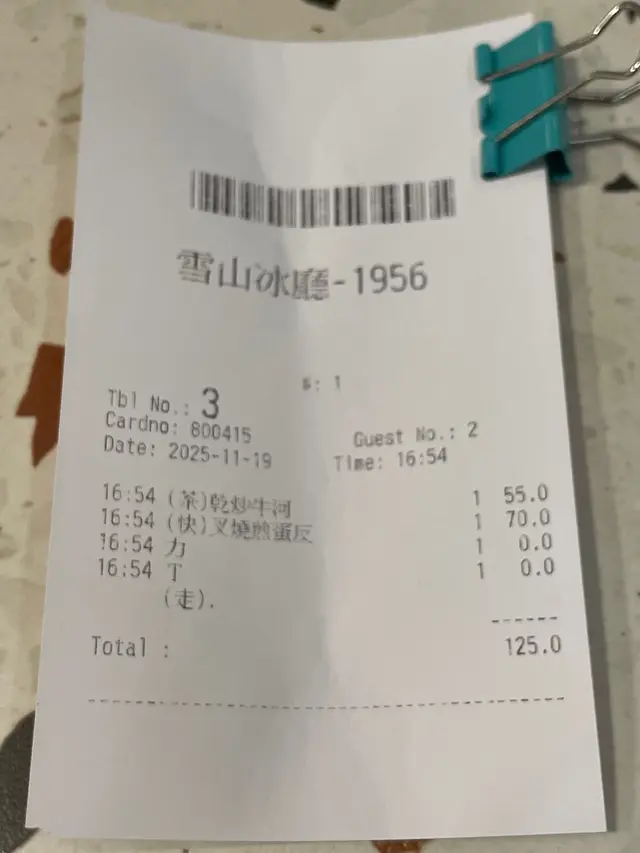 雪山冰廳-1956
#: 1
Tbl No.: 3
Cardno: 800415
Guest No.: 2
Date: 2025-11-19
Time: 16:54
16:54 (茶)乾炒牛河 1 55.0
16:54 (快)叉燒煎蛋反 1 70.0
16:54 力 1 0.0
16:54 T 1 0.0
(走).
------
Total : 125.0